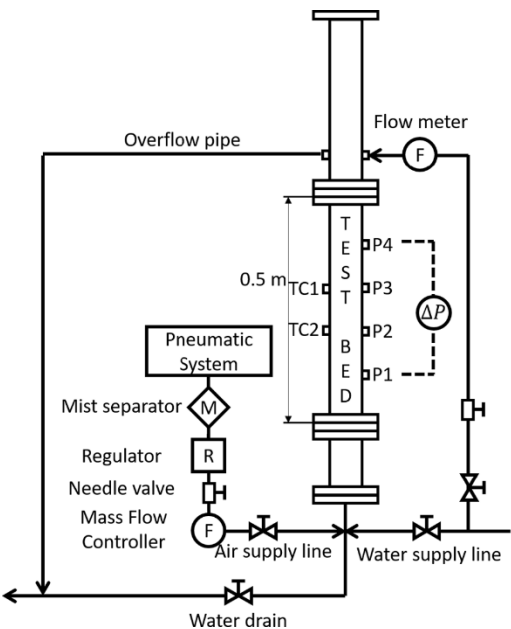 Flow meter
Overflow pipe
F
T
E
S
T
B
E
D
P4
0.5 m
TC1
P3
ΔP
TC2
P2
Pneumatic
System
P1
Mist separator
M
Regulator
R
Needle valve
Mass Flow
Controller
F
Air supply line
Water supply line
Water drain